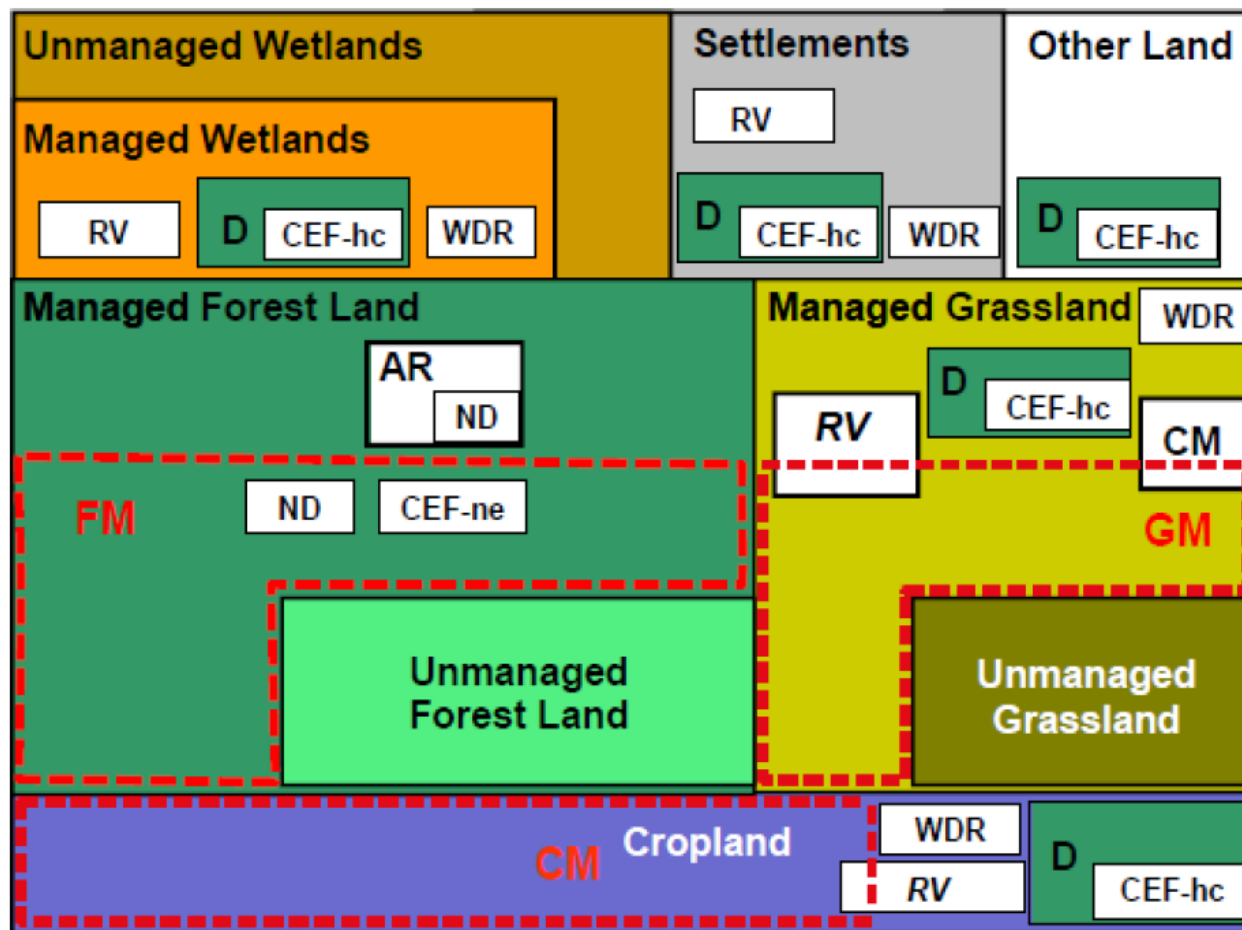 Unmanaged Wetlands
Settlements
Other Land
RV
Managed Wetlands
RV
D
CEF-hc
WDR
D
CEF-hc
WDR
D
CEF-hc
Managed Forest Land
Managed Grassland
WDR
AR
ND
D
CEF-hc
RV
CM
FM
ND
CEF-ne
GM
Unmanaged
Forest Land
Unmanaged
Grassland
CM
Cropland
WDR
RV
D
CEF-hc